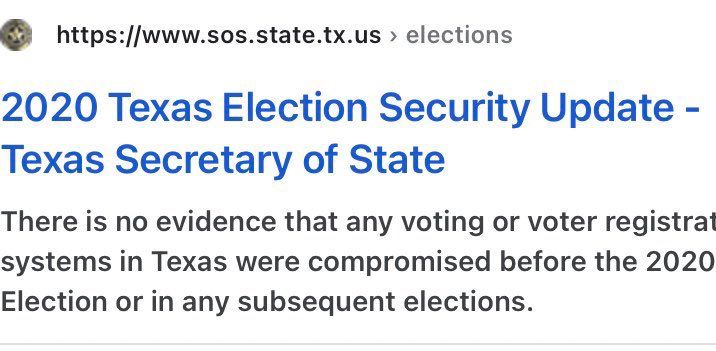 https://www.sos.state.tx.us › elections
2020 Texas Election Security Update -
Texas Secretary of State
There is no evidence that any voting or voter registrat
systems in Texas were compromised before the 2020
Election or in any subsequent elections.